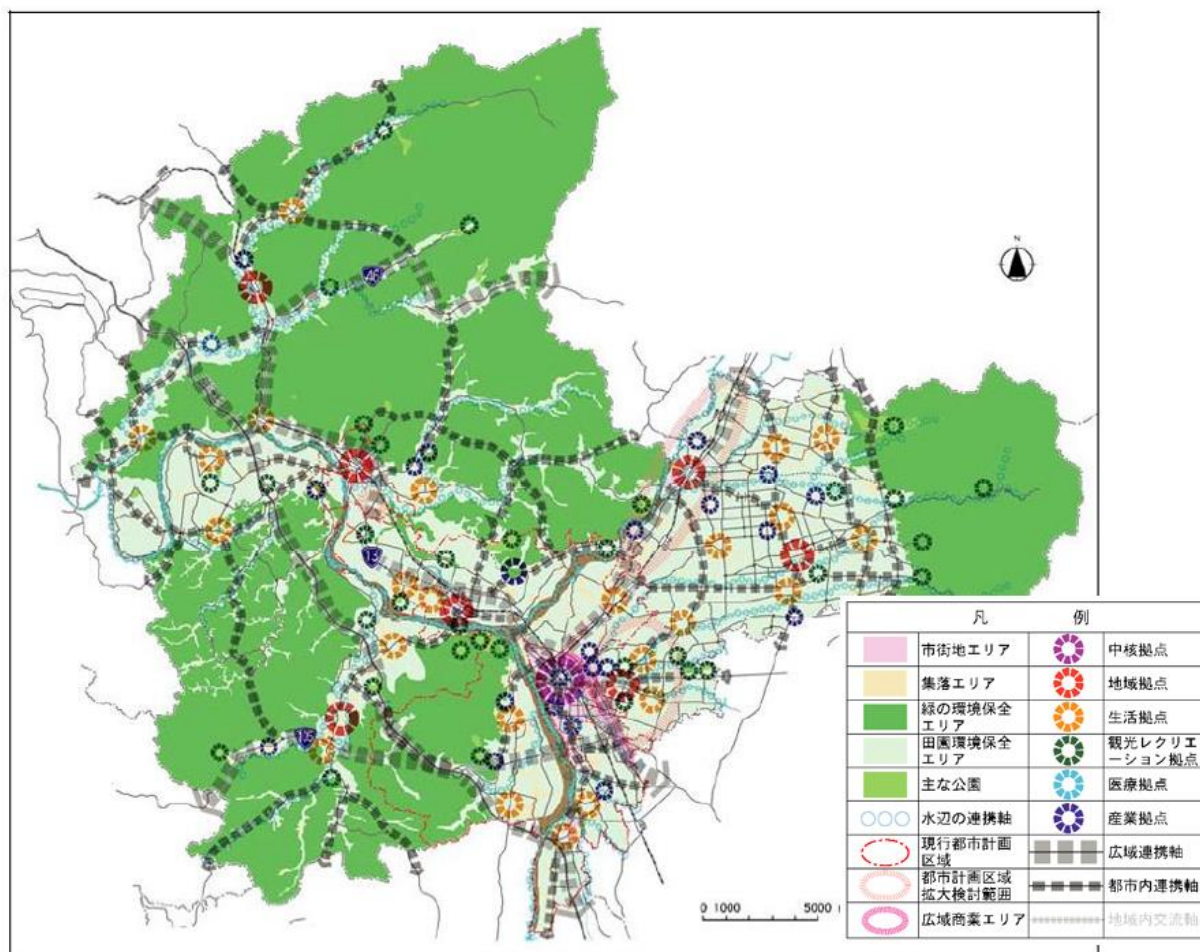 N
46
13
105
0 1000 5000
凡 例
市街地エリア 中核拠点
集落エリア 地域拠点
緑の環境保全
エリア
生活拠点
田園環境保全
エリア
観光レクリエ
ーション拠点
主な公園 医療拠点
水辺の連携軸 産業拠点
現行都市計画
区域
広域連携軸
都市計画区域
拡大検討範囲
都市内連携軸
広域商業エリア 地域内交流軸